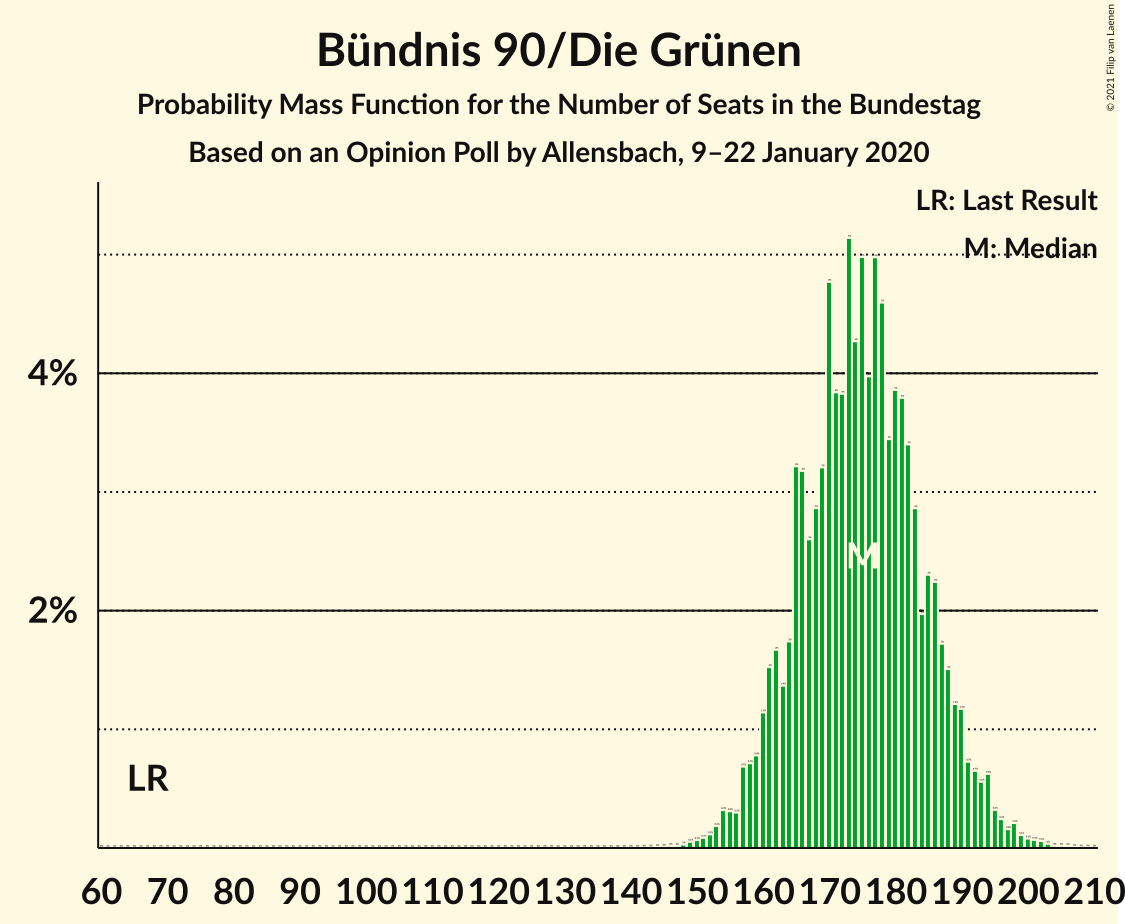 Bündnis 90/Die Grünen
Probability Mass Function for the Number of Seats in the Bundestag
Based on an Opinion Poll by Allensbach, 9–22 January 2020
© 2021 Filip van Laenen
LR: Last Result
M: Median
4%
2%
M
LR
60 70 80 90 100 110 120 130 140 150 160 170 180 190 200 210